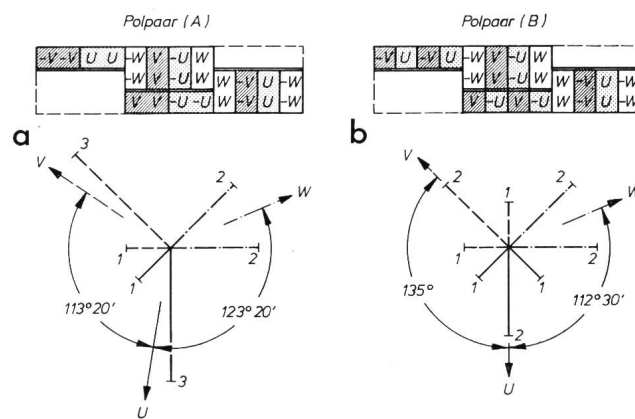 Polpaar (A)
-V -V U U -W V -U W
-W V -U W W -V U -W
V V -U -U W -V U -W
Polpaar (B)
-V U -V U -W V -U W
-W V -U W W -V U -W
V -U V -U W -V U -W
a
3
V
2
W
1
2
1
113°20'
123°20'
3
U
b
V
2
1
2
W
1
2
1
1
135°
112°30'
2
U